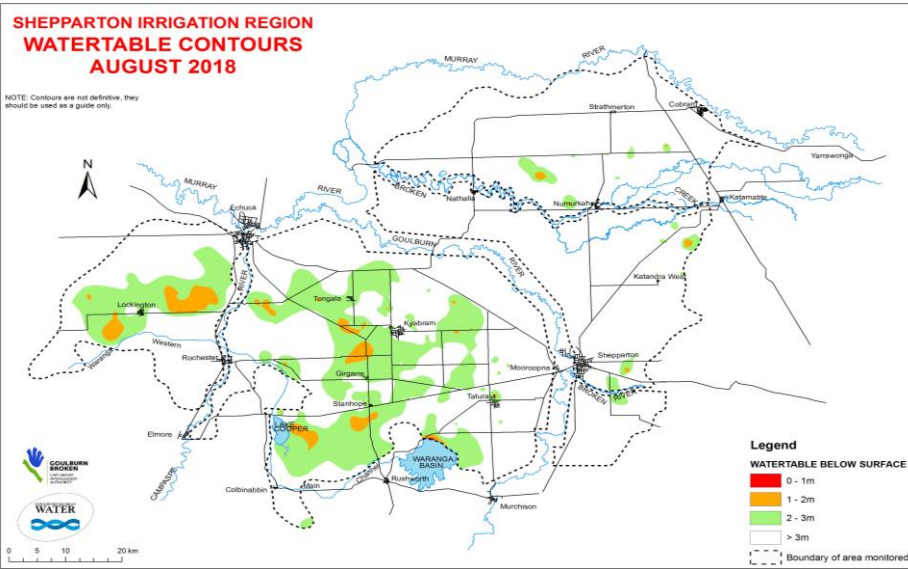 SHEPPARTON IRRIGATION REGION
WATERTABLE CONTOURS
AUGUST 2018
NOTE: Contours are not definitive, they
should be used as a guide only.
N
MURRAY
RIVER
Strathmerton
Cobram
Yarrawonga
MURRAY
RIVER
BROKEN
Nathalia
Numurkah
CREEK
Katamatite
Echuca
GOULBURN
RIVER
Katandra West
RIVER
Lockington
Tongala
Kyabram
Waranga
Western
Rochester
Girgarre
Mooroopna
Shepparton
BROKEN
RIVER
Stanhope
Tatura
Elmore
LAKE
COOPER
CAMPASPE
WARANGA
BASIN
Channel
Colbinabbin
Main
Rushworth
Murchison
GOULBURN
BROKEN
WATER
0 5 10 20 km
Legend
WATERTABLE BELOW SURFACE
0 - 1m
1 - 2m
2 - 3m
> 3m
Boundary of area monitored